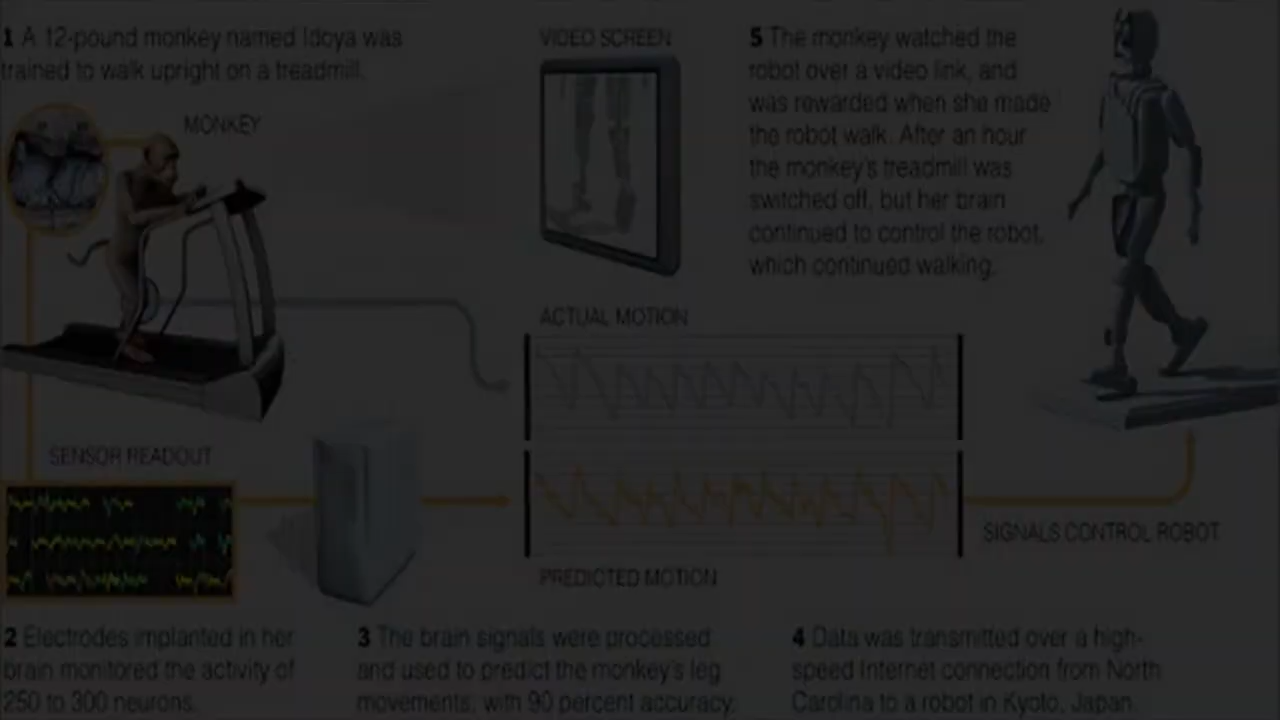 1 A 12-pound monkey named Idoya was
trained to walk upright on a treadmill.
MONKEY
VIDEO SCREEN
5 The monkey watched the
robot over a video link, and
was rewarded when she made
the robot walk. After an hour
the monkey's treadmill was
switched off, but her brain
continued to control the robot,
which continued walking.
ACTUAL MOTION
SENSOR READOUT
PREDICTED MOTION
SIGNALS CONTROL ROBOT
2 Electrodes implanted in her
brain monitored the activity of
250 to 300 neurons.
3 The brain signals were processed
and used to predict the monkey's leg
movements, with 90 percent accuracy.
4 Data was transmitted over a high-
speed Internet connection from North
Carolina to a robot in Kyoto, Japan.